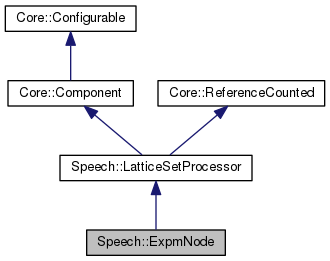 Core::Configurable
Core::Component
Core::ReferenceCounted
Speech::LatticeSetProcessor
Speech::ExpmNode